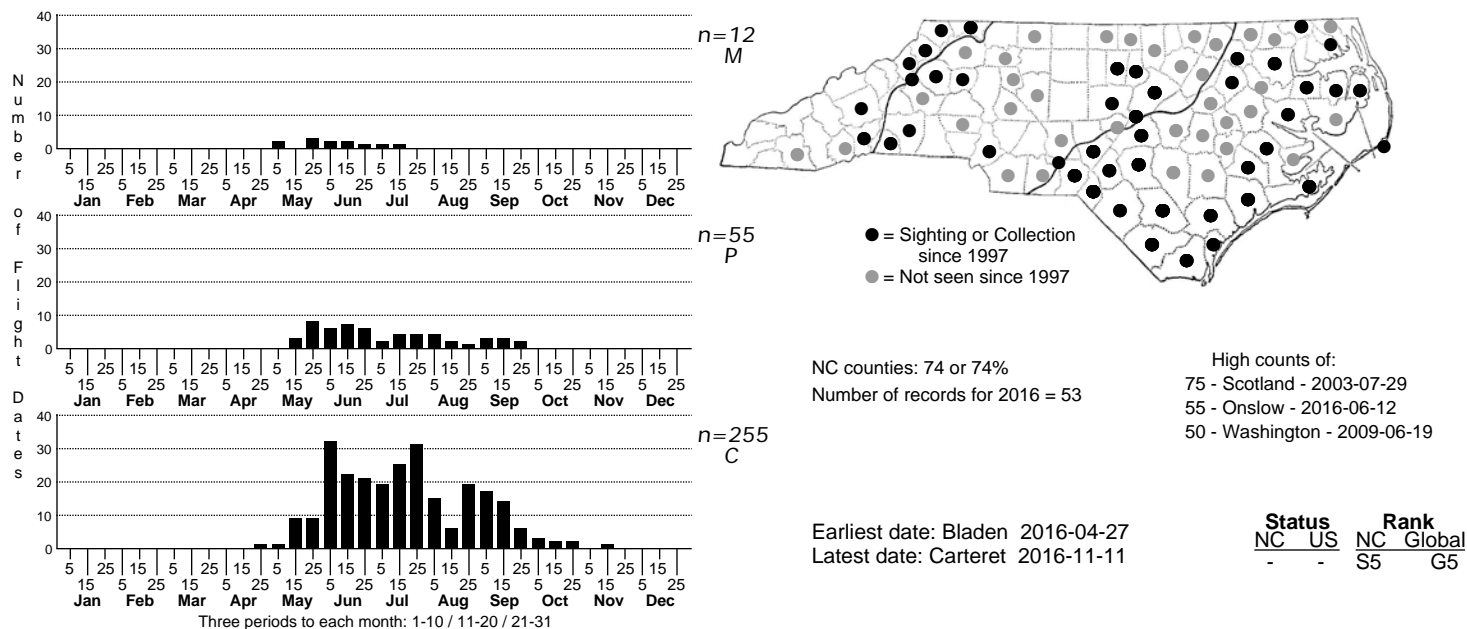 Number of Flight Dates
40
30
20
10
0
n=12
M
5 15 25 5 15 25 5 15 25 5 15 25 5 15 25 5 15 25 5 15 25 5 15 25 5 15 25 5 15 25 5 15 25 5 15 25
Jan Feb Mar Apr May Jun Jul Aug Sep Oct Nov Dec
40
30
20
10
0
n=55
P
5 15 25 5 15 25 5 15 25 5 15 25 5 15 25 5 15 25 5 15 25 5 15 25 5 15 25 5 15 25 5 15 25 5 15 25
Jan Feb Mar Apr May Jun Jul Aug Sep Oct Nov Dec
40
30
20
10
0
n=255
C
5 15 25 5 15 25 5 15 25 5 15 25 5 15 25 5 15 25 5 15 25 5 15 25 5 15 25 5 15 25 5 15 25 5 15 25
Jan Feb Mar Apr May Jun Jul Aug Sep Oct Nov Dec
Three periods to each month: 1-10 / 11-20 / 21-31
= Sighting or Collection
since 1997
= Not seen since 1997
NC counties: 74 or 74%
Number of records for 2016 = 53
High counts of:
75 - Scotland - 2003-07-29
55 - Onslow - 2016-06-12
50 - Washington - 2009-06-19
Earliest date: Bladen 2016-04-27
Latest date: Carteret 2016-11-11
Status Rank
NC US NC Global
- - S5 G5